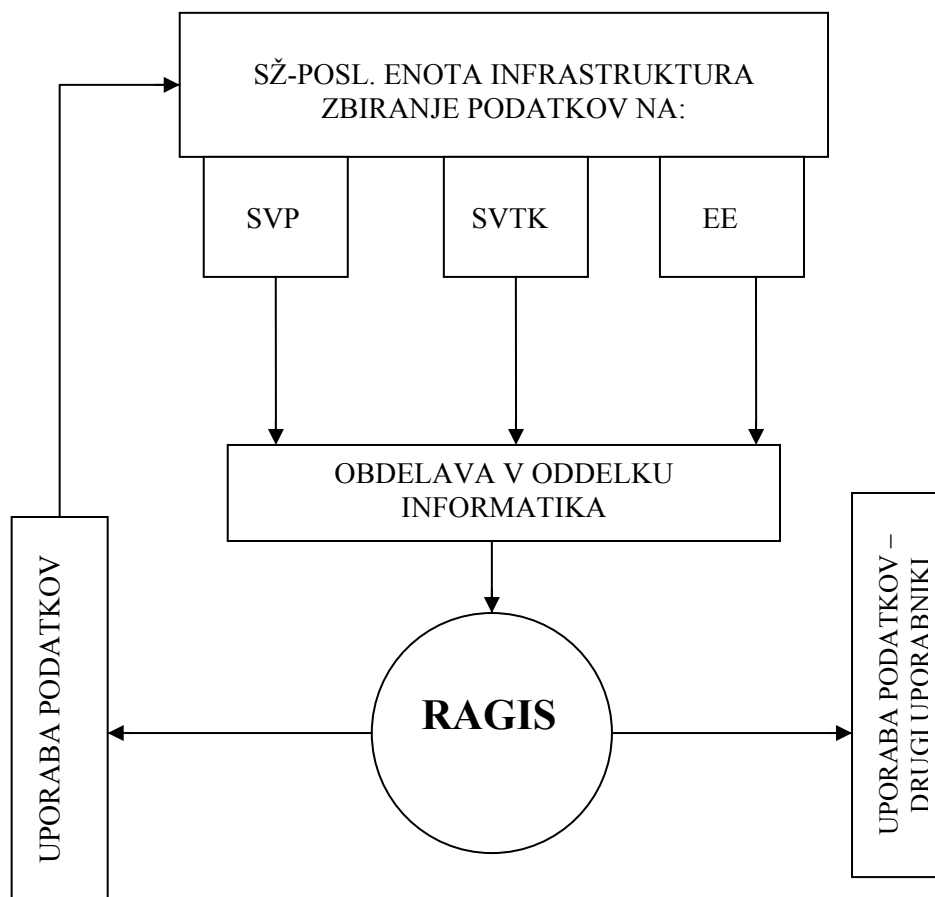 SŽ-POSL. ENOTA INFRASTRUKTURA
ZBIRANJE PODATKOV NA:
SVP
SVTK
EE
OBDELAVA V ODDELKU
INFORMATIKA
RAGIS
UPORABA PODATKOV
UPORABA PODATKOV –
DRUGI UPORABNIKI